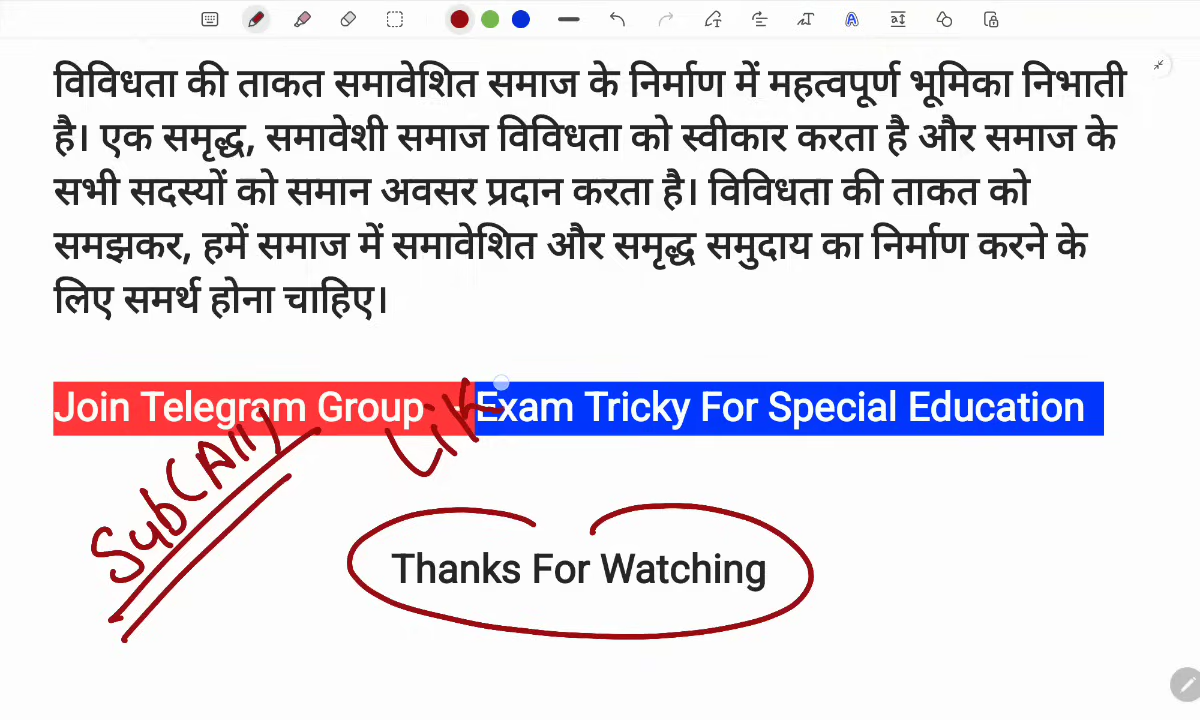 विविधता की ताकत समावेशित समाज के निर्माण में महत्वपूर्ण भूमिका निभाती
है। एक समृद्ध, समावेशी समाज विविधता को स्वीकार करता है और समाज के
सभी सदस्यों को समान अवसर प्रदान करता है। विविधता की ताकत को
समझकर, हमें समाज में समावेशित और समृद्ध समुदाय का निर्माण करने के
लिए समर्थ होना चाहिए।
Join Telegram Group - Exam Tricky For Special Education
Lik
Thanks For Watching